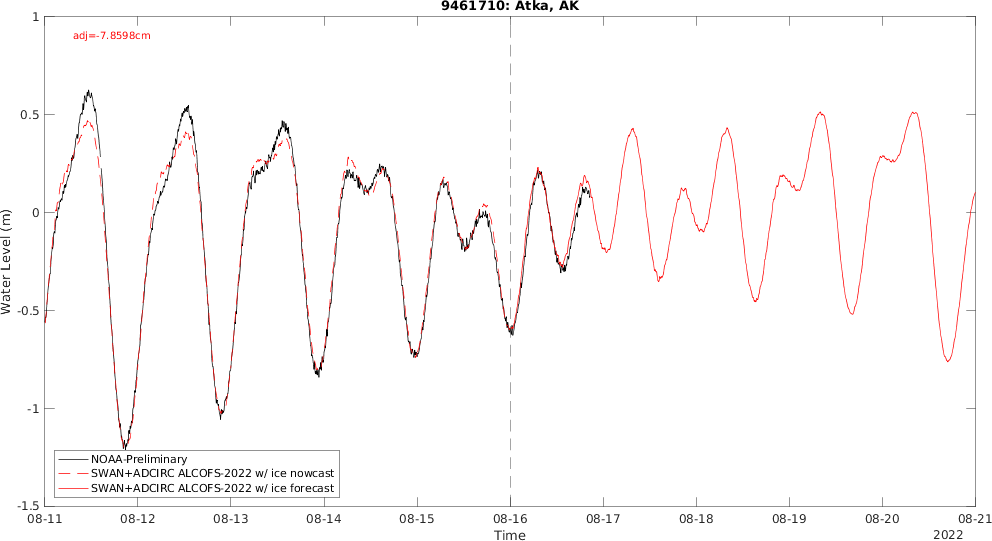 9461710: Atka, AK
adj=-7.8598cm
1
0.5
0
-0.5
-1
-1.5
Water Level (m)
NOAA-Preliminary
SWAN+ADCIRC ALCOFS-2022 w/ ice nowcast
SWAN+ADCIRC ALCOFS-2022 w/ ice forecast
08-11 08-12 08-13 08-14 08-15 08-16 08-17 08-18 08-19 08-20 08-21
Time
2022